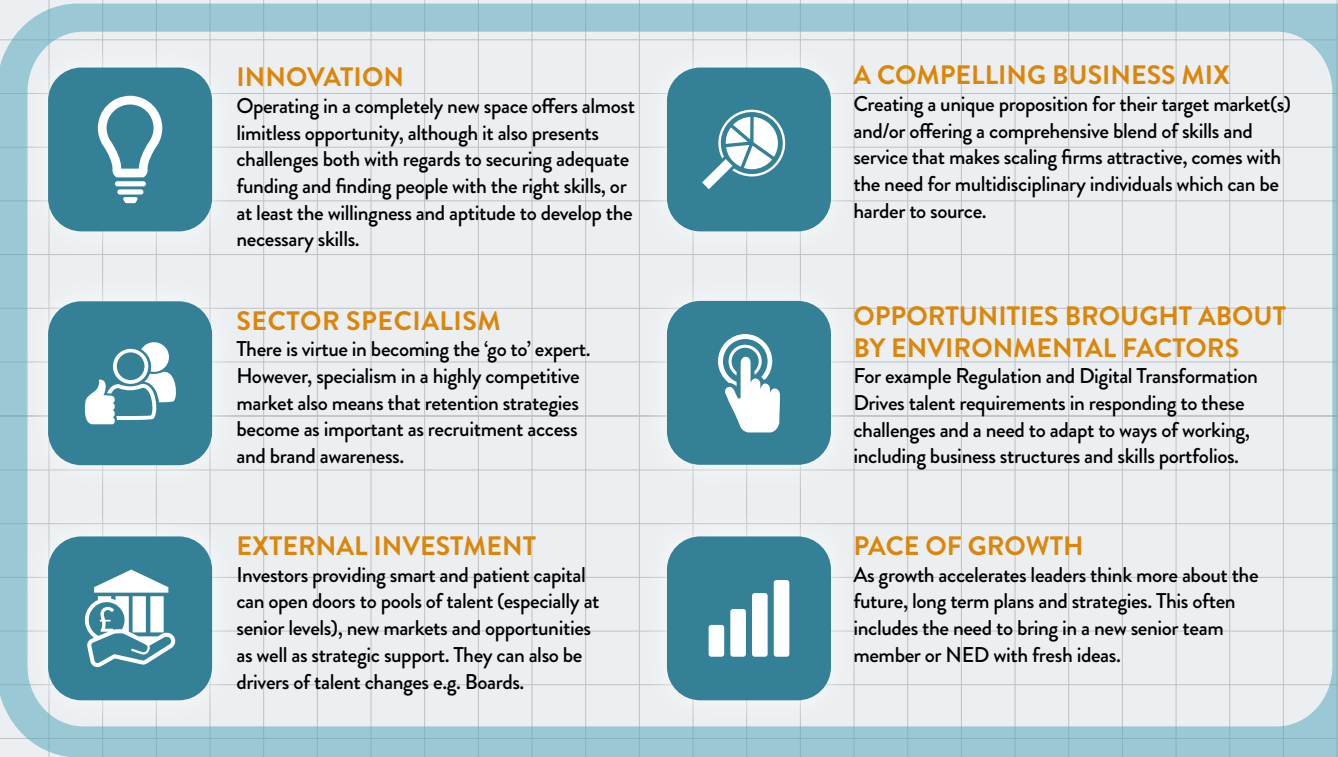 INNOVATION
Operating in a completely new space offers almost
limitless opportunity, although it also presents
challenges both with regards to securing adequate
funding and finding people with the right skills, or
at least the willingness and aptitude to develop the
necessary skills.
A COMPELLING BUSINESS MIX
Creating a unique proposition for their target market(s)
and/or offering a comprehensive blend of skills and
service that makes scaling firms attractive, comes with
the need for multidisciplinary individuals which can be
harder to source.
SECTOR SPECIALISM
There is virtue in becoming the ‘go to’ expert.
However, specialism in a highly competitive
market also means that retention strategies
become as important as recruitment access
and brand awareness.
OPPORTUNITIES BROUGHT ABOUT
BY ENVIRONMENTAL FACTORS
For example Regulation and Digital Transformation
Drives talent requirements in responding to these
challenges and a need to adapt to ways of working,
including business structures and skills portfolios.
EXTERNAL INVESTMENT
£
Investors providing smart and patient capital
can open doors to pools of talent (especially at
senior levels), new markets and opportunities
as well as strategic support. They can also be
drivers of talent changes e.g. Boards.
PACE OF GROWTH
As growth accelerates leaders think more about the
future, long term plans and strategies. This often
includes the need to bring in a new senior team
member or NED with fresh ideas.